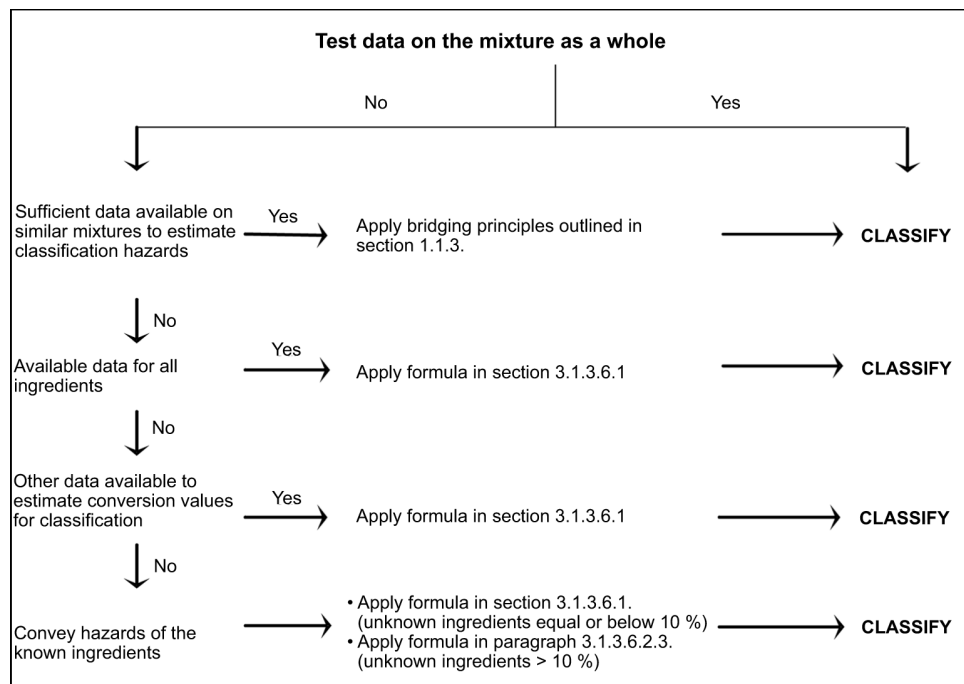 Test data on the mixture as a whole
No
Yes
Sufficient data available on
similar mixtures to estimate
classification hazards
Yes
Apply bridging principles outlined in
section 1.1.3.
CLASSIFY
No
Available data for all
ingredients
Yes
Apply formula in section 3.1.3.6.1
CLASSIFY
No
Other data available to
estimate conversion values
for classification
Yes
Apply formula in section 3.1.3.6.1
CLASSIFY
No
Convey hazards of the
known ingredients
• Apply formula in section 3.1.3.6.1.
(unknown ingredients equal or below 10 %)
• Apply formula in paragraph 3.1.3.6.2.3.
(unknown ingredients > 10 %)
CLASSIFY